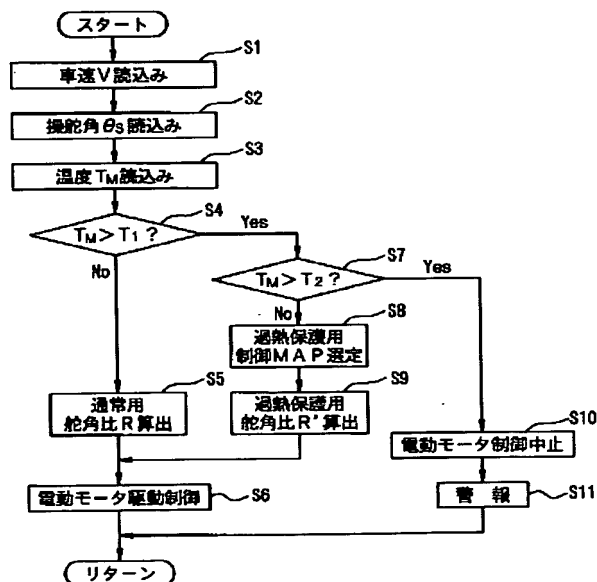 スタート
S1
車速V読込み
S2
操舵角θS読込み
S3
温度TM読込み
S4
TM>T1?
Yes
No
S7
TM>T2?
Yes
No
S8
過熱保護用
制御MAP選定
S5
通常用
舵角比R算出
S9
過熱保護用
舵角比R'算出
S10
電動モータ制御中止
S6
電動モータ駆動制御
S11
警報
リターン